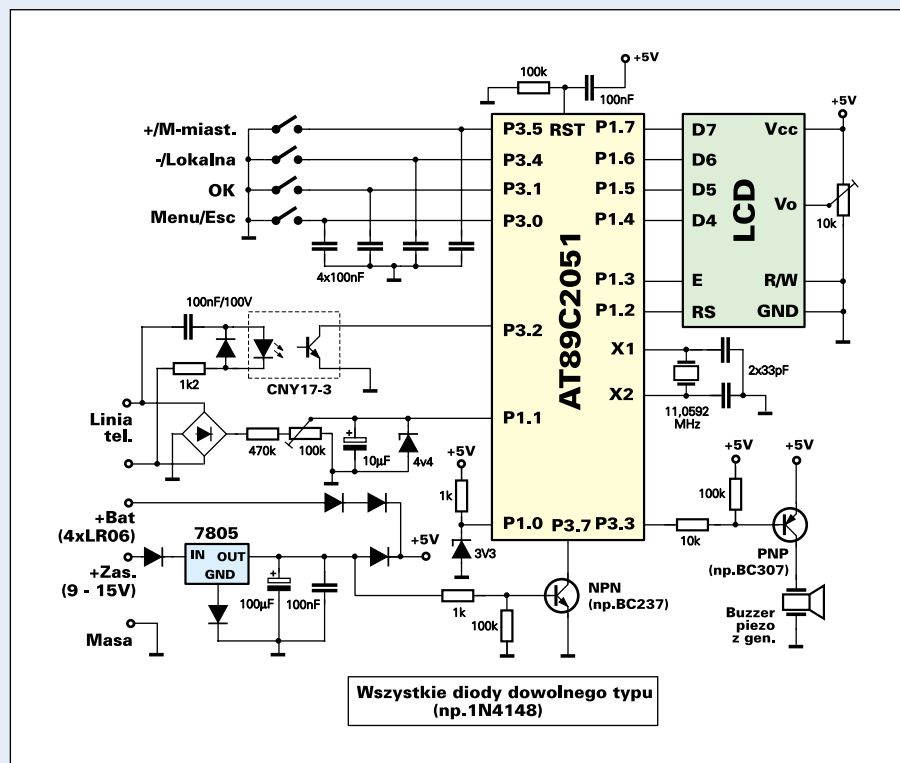 +5V
100k
100nF
+5V
+/M-miast.
-/Lokalna
OK
Menu/Esc
4x100nF
P3.5
RST
P1.7
P3.4
P1.6
P3.1
P1.5
P3.0
P1.4
P1.3
P3.2
P1.2
X1
P1.1
X2
P1.0
P3.7
P3.3
AT89C2051
D7
Vcc
D6
D5
Vo
D4
LCD
E
R/W
RS
GND
10k
100nF/100V
1k2
CNY17-3
2x33pF
11,0592
MHz
Linia
tel.
470k
100k
10µF
4v4
+5V
1k
3V3
+5V
+5V
100k
10k
PNP
(np.BC307)
+Bat
(4xLR06)
7805
IN
OUT
GND
+5V
+Zas.
(9 - 15V)
100µF
100nF
1k
100k
NPN
(np.BC237)
Buzzer
piezo
z gen.
Masa
Wszystkie diody dowolnego typu
(np.1N4148)